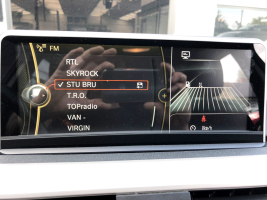 FM
RTL
SKYROCK
STU BRU
T.R.O.
TOPradio
VAN -
VIRGIN